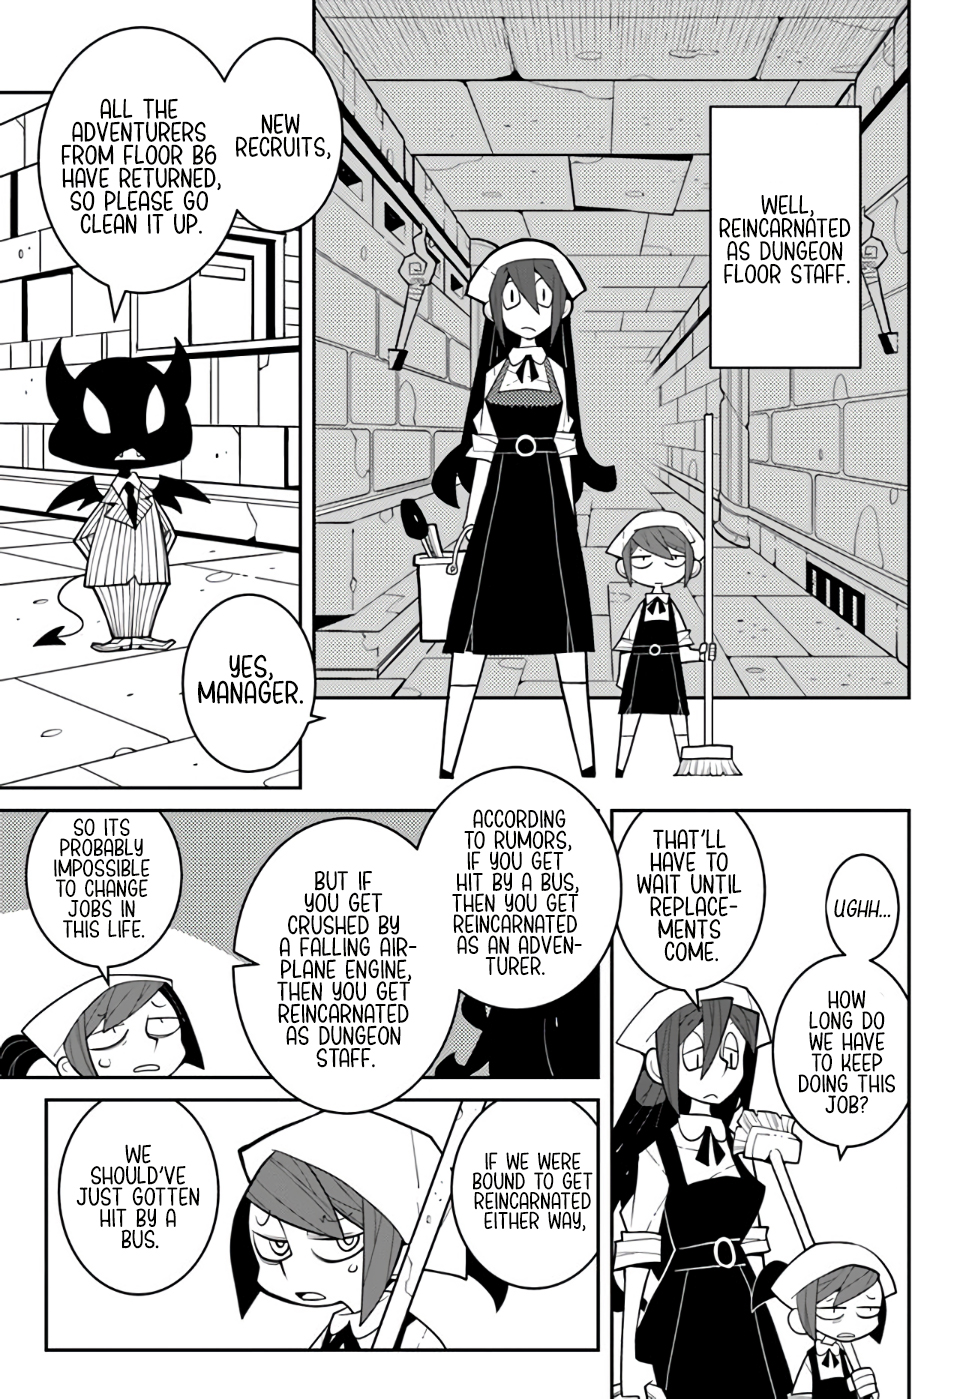 WELL,
REINCARNATED
AS DUNGEON
FLOOR STAFF.
NEW
RECRUITS,
ALL THE
ADVENTURERS
FROM FLOOR B6
HAVE RETURNED,
SO PLEASE GO
CLEAN IT UP.
YES,
MANAGER.
UGHH...
HOW
LONG DO
WE HAVE
TO KEEP
DOING THIS
JOB?
THAT'LL
HAVE TO
WAIT UNTIL
REPLACE-
MENTS
COME.
ACCORDING
TO RUMORS,
IF YOU GET
HIT BY A BUS,
THEN YOU GET
REINCARNATED
AS AN ADVEN-
TURER.
BUT IF
YOU GET
CRUSHED BY
A FALLING AIR-
PLANE ENGINE,
THEN YOU GET
REINCARNATED
AS DUNGEON
STAFF.
SO ITS
PROBABLY
IMPOSSIBLE
TO CHANGE
JOBS IN
THIS LIFE.
IF WE WERE
BOUND TO GET
REINCARNATED
EITHER WAY,
WE
SHOULD'VE
JUST GOTTEN
HIT BY A
BUS.